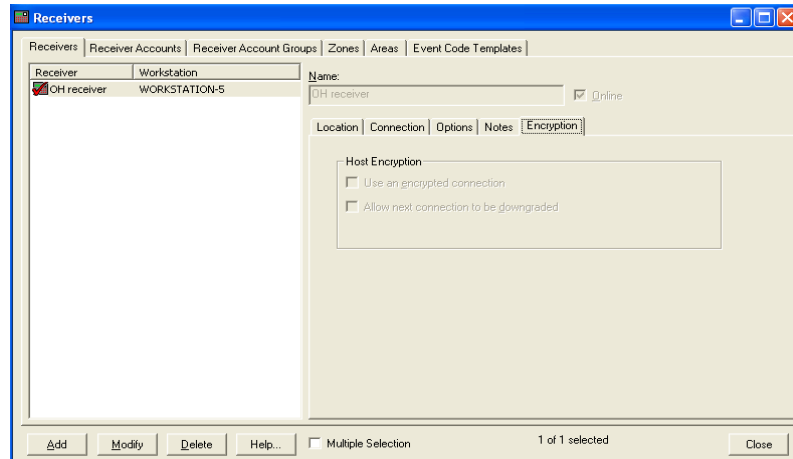 Receivers
Receivers Receiver Accounts Receiver Account Groups Zones Areas Event Code Templates
Receiver Workstation
OH receiver WORKSTATION-5
Name:
OH receiver Online
Location Connection Options Notes Encryption
Host Encryption
Use an encrypted connection
Allow next connection to be downgraded
Add Modify Delete Help... Multiple Selection 1 of 1 selected Close